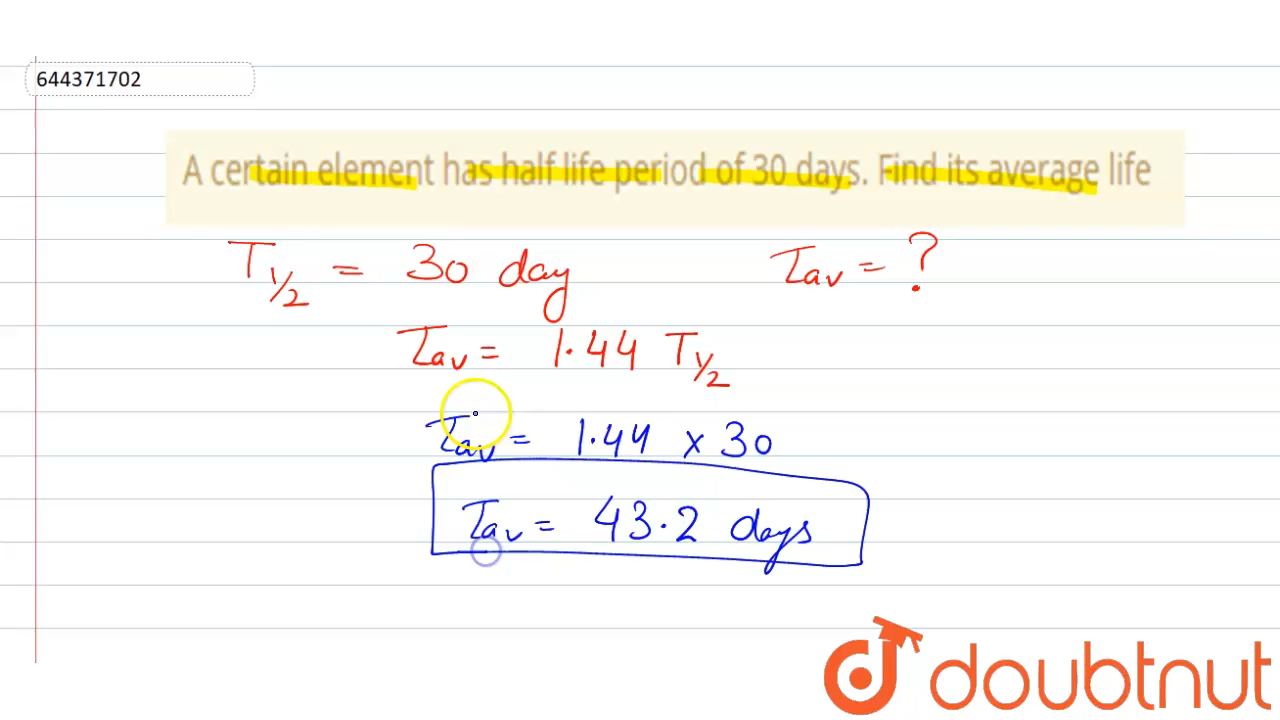 644371702
A certain element has half life period of 30 days. Find its average life
T1/2 = 30 day τav = ?
τav = 1.44 T1/2
τav = 1.44 x 30
τav = 43.2 days
doubtnut